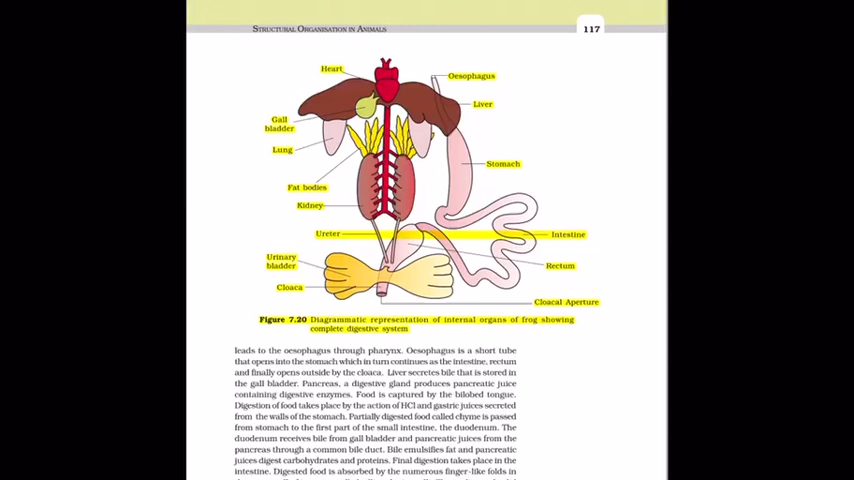 STRUCTURAL ORGANISATION IN ANIMALS
117
Heart
Oesophagus
Liver
Gall
bladder
Lung
Stomach
Fat bodies
Kidney
Ureter
Intestine
Urinary
bladder
Rectum
Cloaca
Cloacal Aperture
Figure 7.20 Diagrammatic representation of internal organs of frog showing
complete digestive system
leads to the oesophagus through pharynx. Oesophagus is a short tube
that opens into the stomach which in turn continues as the intestine, rectum
and finally opens outside by the cloaca. Liver secretes bile that is stored in
the gall bladder. Pancreas, a digestive gland produces pancreatic juice
containing digestive enzymes. Food is captured by the bilobed tongue.
Digestion of food takes place by the action of HCl and gastric juices secreted
from the walls of the stomach. Partially digested food called chyme is passed
from stomach to the first part of the small intestine, the duodenum. The
duodenum receives bile from gall bladder and pancreatic juices from the
pancreas through a common bile duct. Bile emulsifies fat and pancreatic
juices digest carbohydrates and proteins. Final digestion takes place in the
intestine. Digested food is absorbed by the numerous finger-like folds in